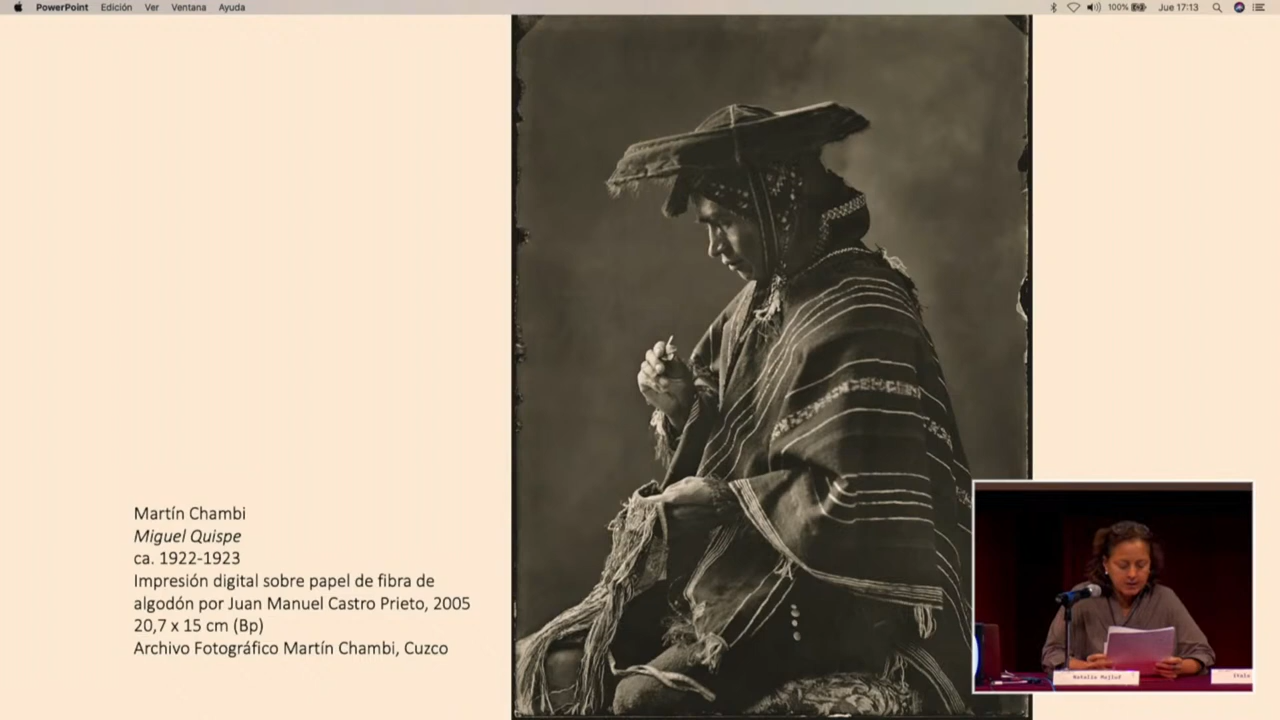 PowerPoint Edición Ver Ventana Ayuda
100% Jue 17:13
Martín Chambi
Miguel Quispe
ca. 1922-1923
Impresión digital sobre papel de fibra de
algodón por Juan Manuel Castro Prieto, 2005
20,7 x 15 cm (Bp)
Archivo Fotográfico Martín Chambi, Cuzco
Natalia Majluf